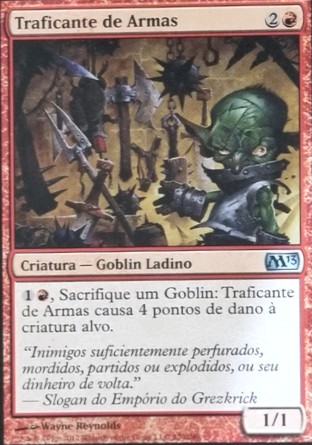 Traficante de Armas 2
Criatura — Goblin Ladino M13
1, Sacrifique um Goblin: Traficante
de Armas causa 4 pontos de dano à
criatura alvo.
“Inimigos suficientemente perfurados,
mordidos, partidos ou explodidos, ou seu
dinheiro de volta.”
— Slogan do Empório do Grezkrick
Wayne Reynolds
1/1